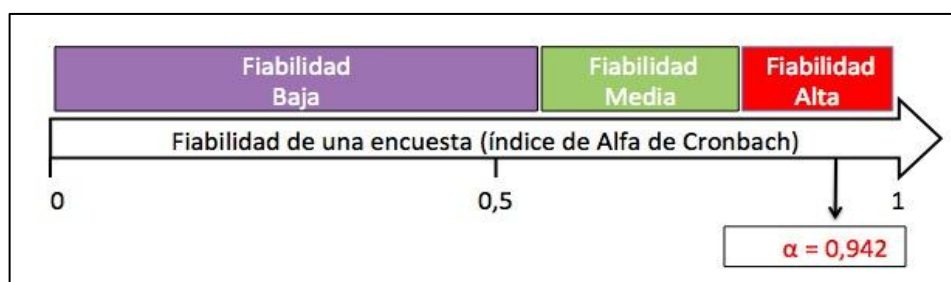 Fiabilidad
Baja
Fiabilidad
Media
Fiabilidad
Alta
Fiabilidad de una encuesta (índice de Alfa de Cronbach)
0
0,5
1
α = 0,942